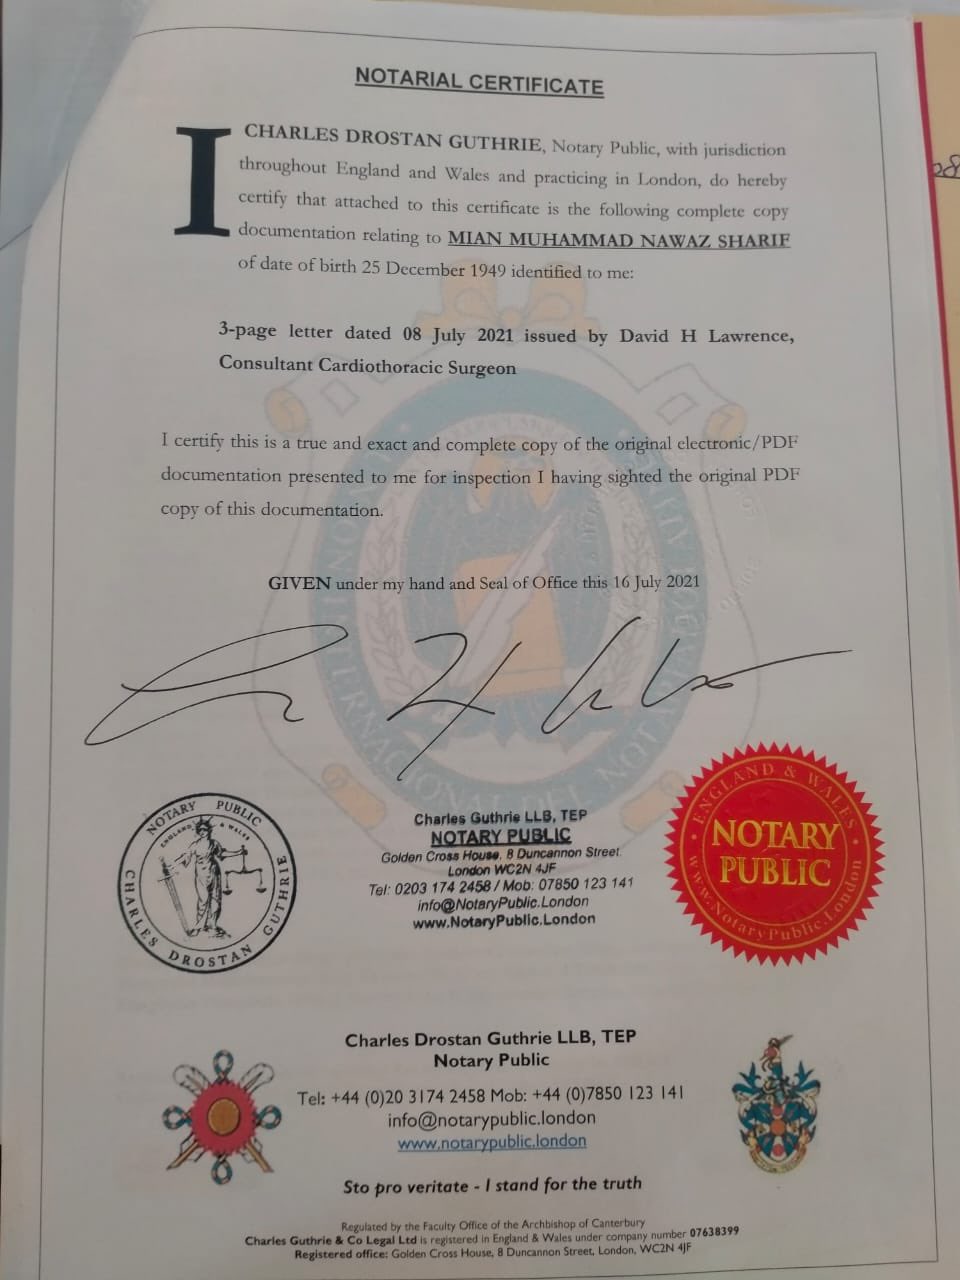 NOTARIAL CERTIFICATE
I CHARLES DROSTAN GUTHRIE, Notary Public, with jurisdiction
throughout England and Wales and practicing in London, do hereby
certify that attached to this certificate is the following complete copy
documentation relating to MIAN MUHAMMAD NAWAZ SHARIF
of date of birth 25 December 1949 identified to me:
3-page letter dated 08 July 2021 issued by David H Lawrence,
Consultant Cardiothoracic Surgeon
I certify this is a true and exact and complete copy of the original electronic/PDF
documentation presented to me for inspection I having sighted the original PDF
copy of this documentation.
GIVEN under my hand and Seal of Office this 16 July 2021
NOTARY PUBLIC
ENGLAND & WALES
CHARLES DROSTAN GUTHRIE
Charles Guthrie LLB, TEP
NOTARY PUBLIC
Golden Cross House, 8 Duncannon Street,
London WC2N 4JF
Tel: 0203 174 2458 / Mob: 07850 123 141
info@NotaryPublic.London
www.NotaryPublic.London
ENGLAND & WALES
NOTARY
PUBLIC
www.NotaryPublic.London
Charles Drostan Guthrie LLB, TEP
Notary Public
Tel: +44 (0)20 3174 2458 Mob: +44 (0)7850 123 141
info@notarypublic.london
www.notarypublic.london
Sto pro veritate - I stand for the truth
Regulated by the Faculty Office of the Archbishop of Canterbury
Charles Guthrie & Co Legal Ltd is registered in England & Wales under company number 07638399
Registered office: Golden Cross House, 8 Duncannon Street, London, WC2N 4JF